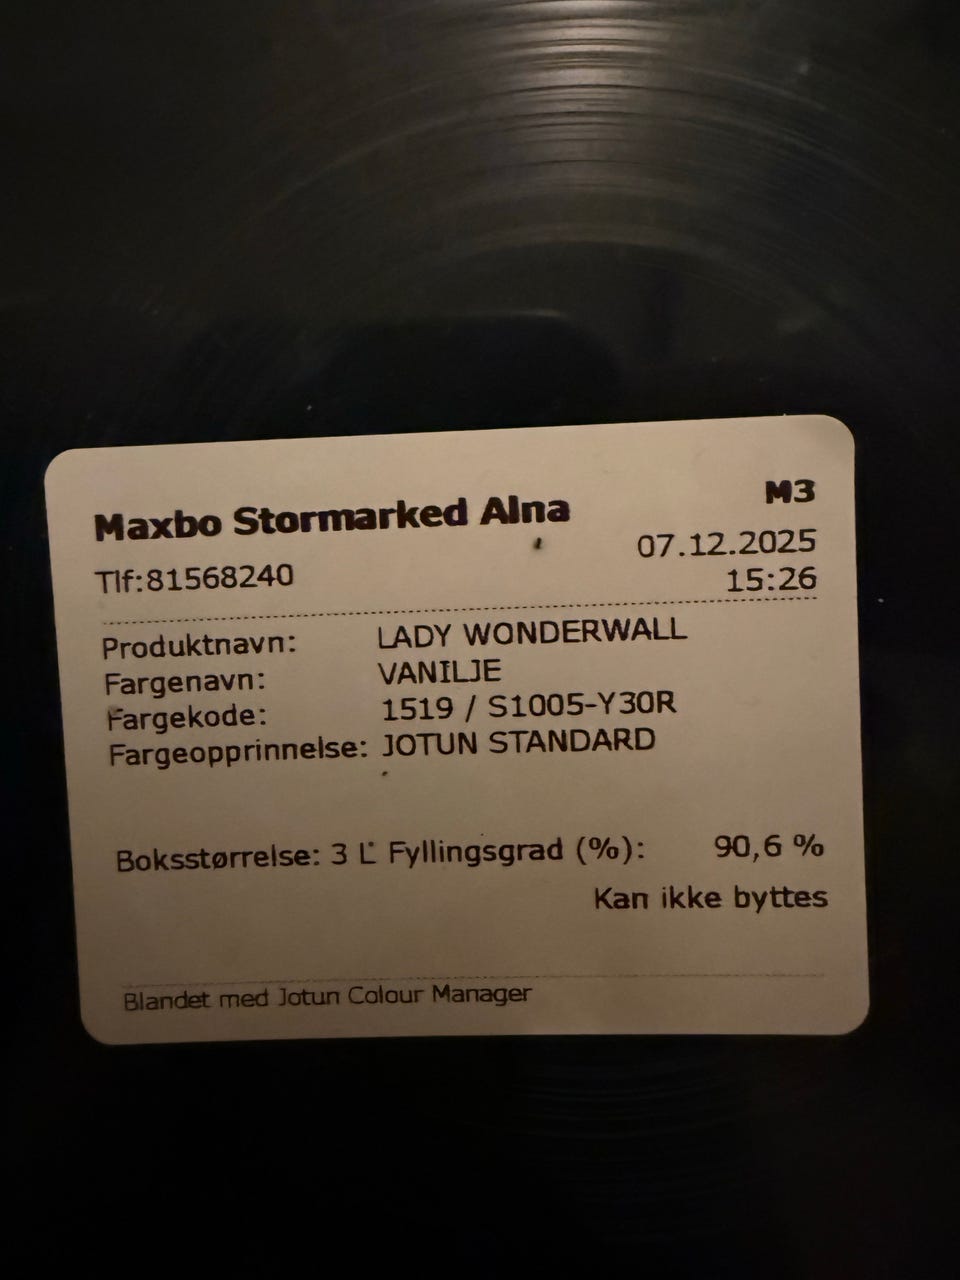 Maxbo Stormarked Alna M3
07.12.2025
Tlf:81568240 15:26
Produktnavn: LADY WONDERWALL
Fargenavn: VANILJE
Fargekode: 1519 / S1005-Y30R
Fargeopprinnelse: JOTUN STANDARD
Boksstørrelse: 3 L Fyllingsgrad (%): 90,6 %
Kan ikke byttes
Blandet med Jotun Colour Manager